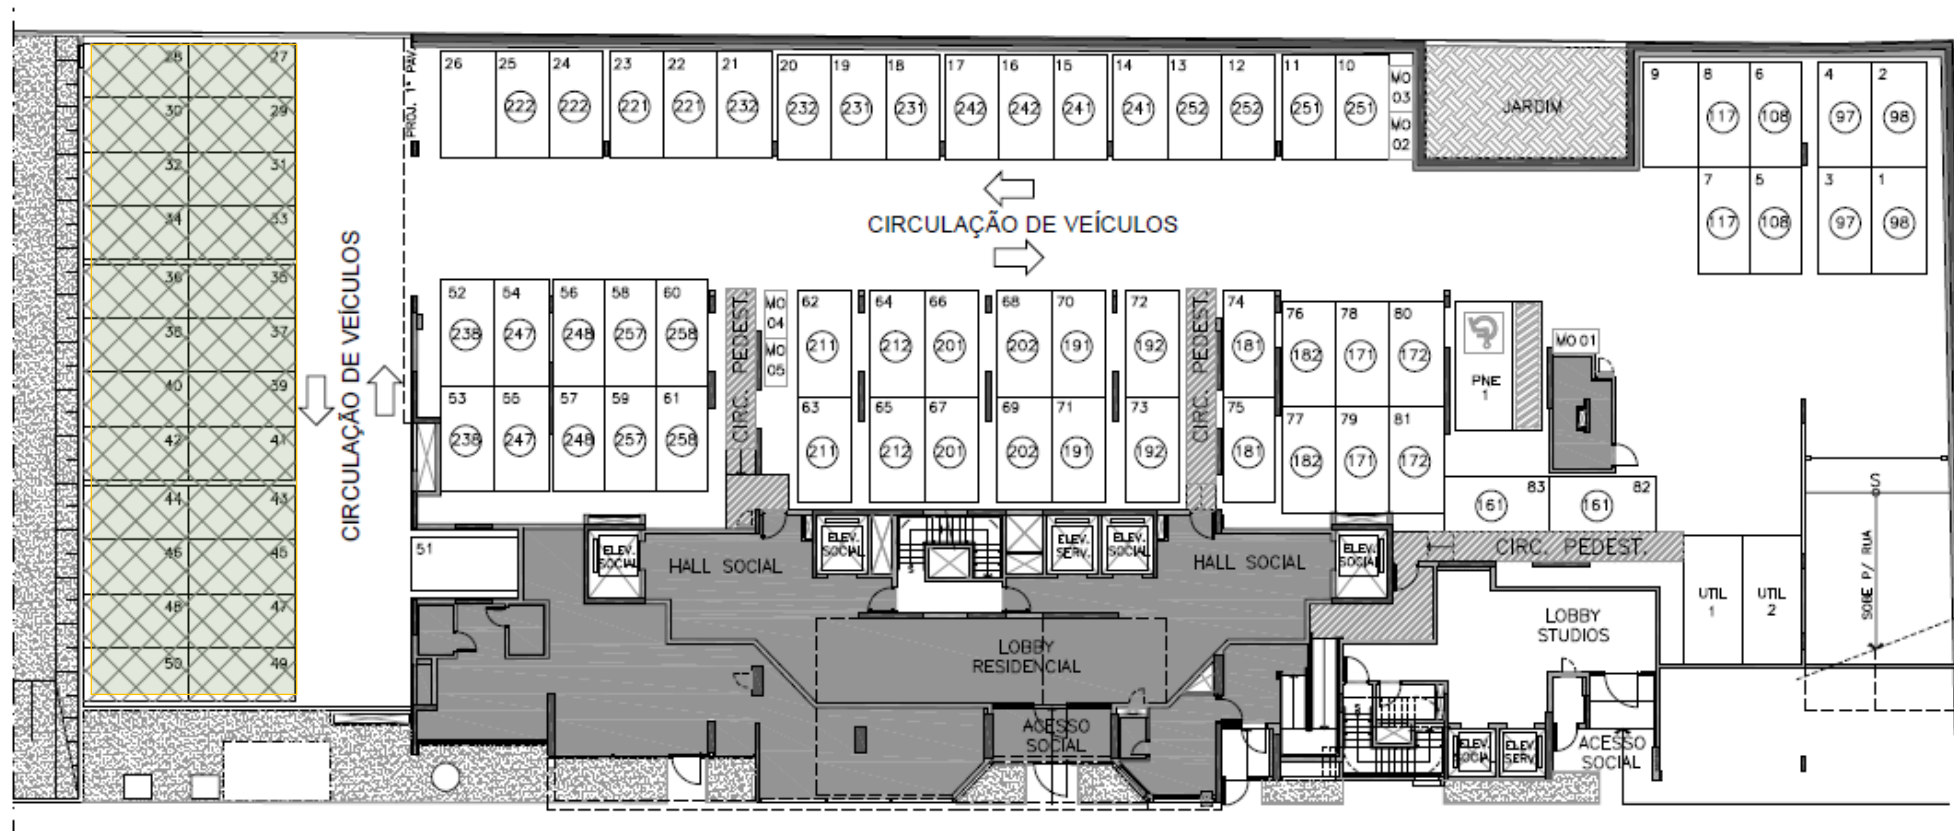 28 27
30 29
32 31
34 33
36 35
38 37
40 39
42 41
44 43
46 45
48 47
50 49
CIRCULAÇÃO DE VEÍCULOS
PROJ. 1° PAV.
26 25 24 23 22 21 20 19 18 17 16 15 14 13 12 11 10
222 222 221 221 232 232 231 231 242 242 241 241 252 252 251 251
MO
03
MO
02
JARDIM
9 8 6 4 2
117 108 97 98
7 5 3 1
117 108 97 98
CIRCULAÇÃO DE VEÍCULOS
52 54 56 58 60
238 247 248 257 258
53 55 57 59 61
238 247 248 257 258
CIRC. PEDEST.
MO
04
MO
05
62 64 66 68 70 72
211 212 201 202 191 192
63 65 67 69 71 73
211 212 201 202 191 192
CIRC. PEDEST.
74 76 78 80
181 182 171 172
75 77 79 81
181 182 171 172
PNE
1
MO 01
83 82
161 161
CIRC. PEDEST.
S
SOBE P/ RUA
UTIL
1
UTIL
2
51
ELEV.
SOCIAL
HALL SOCIAL
ELEV.
SOCIAL
S
ELEV.
SERV.
ELEV.
SOCIAL
HALL SOCIAL
ELEV.
SOCIAL
LOBBY
RESIDENCIAL
LOBBY
STUDIOS
ACESSO
SOCIAL
S
ELEV.
SOCIAL
ELEV.
SERV.
ACESSO
SOCIAL